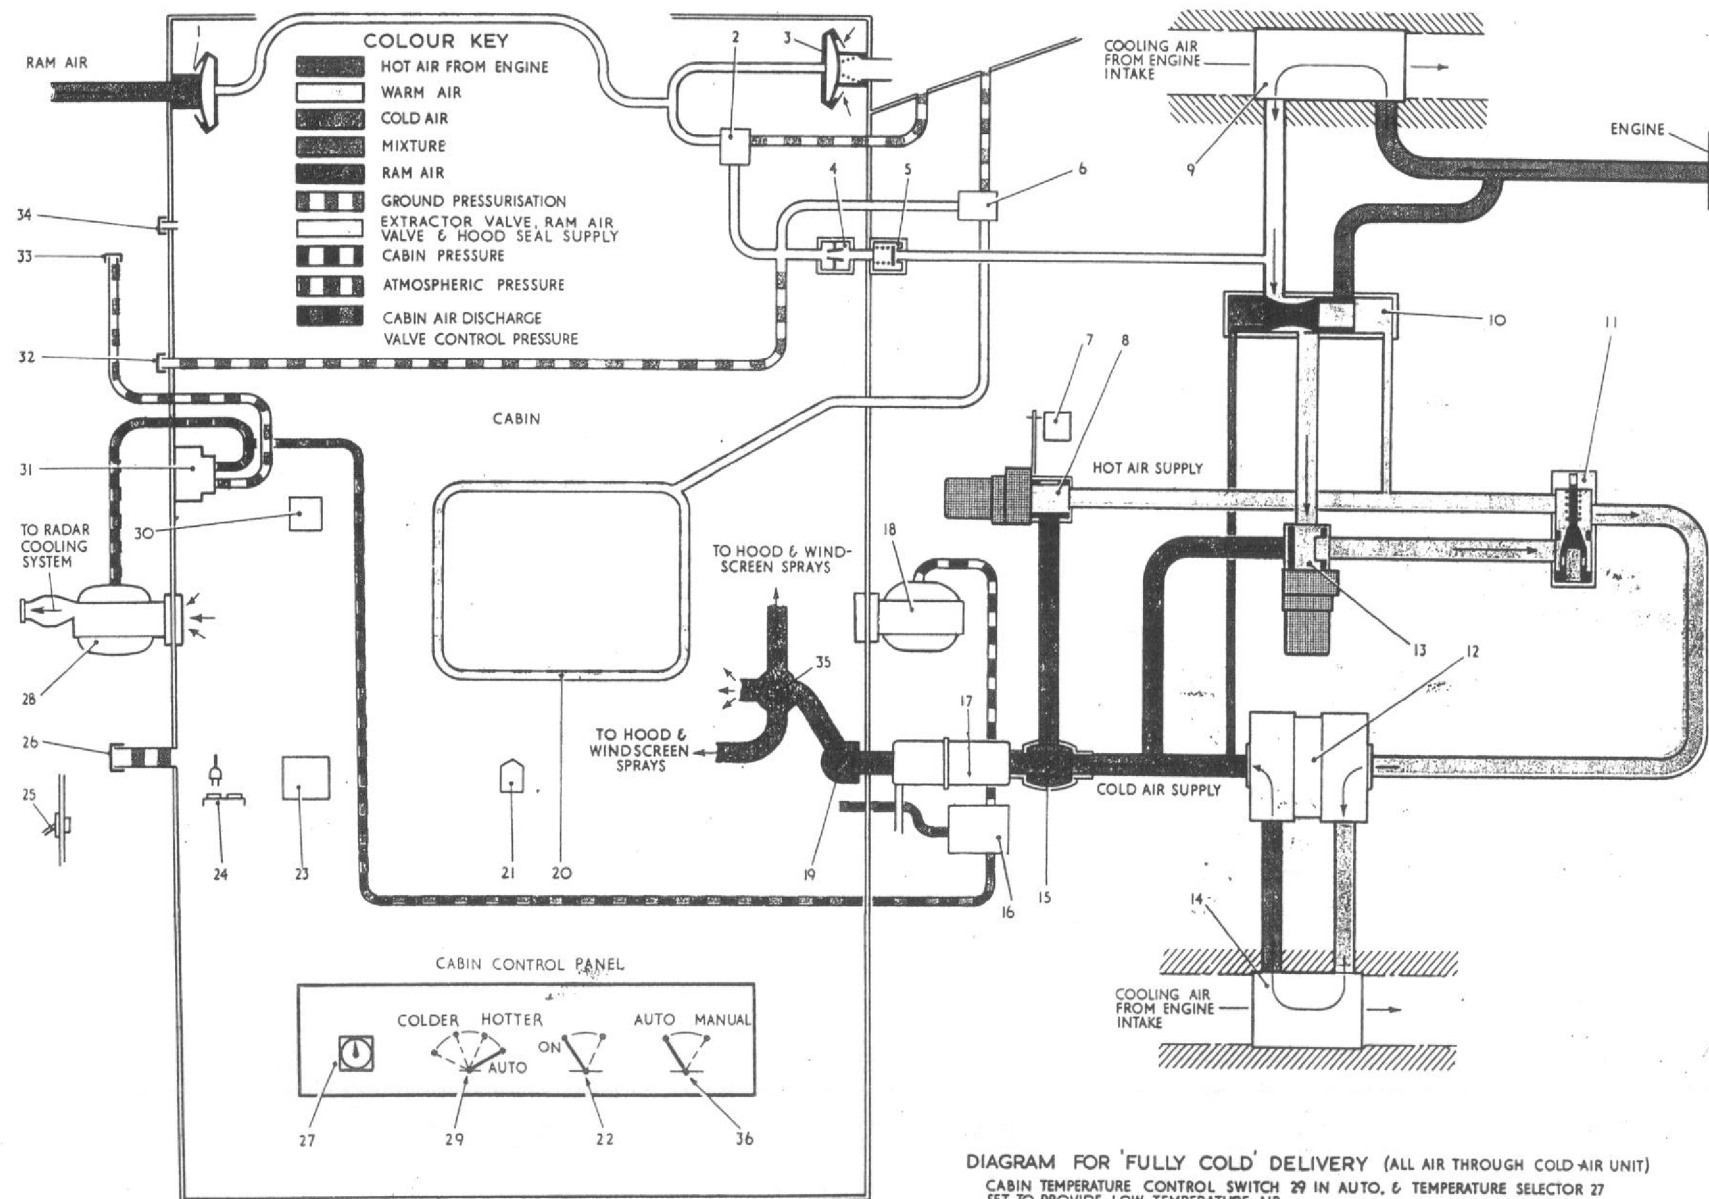 RAM AIR
1
COLOUR KEY
HOT AIR FROM ENGINE
WARM AIR
COLD AIR
MIXTURE
RAM AIR
GROUND PRESSURISATION
EXTRACTOR VALVE, RAM AIR
VALVE & HOOD SEAL SUPPLY
CABIN PRESSURE
ATMOSPHERIC PRESSURE
CABIN AIR DISCHARGE
VALVE CONTROL PRESSURE
2
3
4
5
6
COOLING AIR
FROM ENGINE
INTAKE
9
ENGINE
10
11
7
8
HOT AIR SUPPLY
34
33
32
31
30
CABIN
TO RADAR
COOLING
SYSTEM
28
26
25
24
23
21
20
TO HOOD & WIND-
SCREEN SPRAYS
18
35
17
TO HOOD &
WINDSCREEN
SPRAYS
19
16
15
COLD AIR SUPPLY
13
12
14
COOLING AIR
FROM ENGINE
INTAKE
CABIN CONTROL PANEL
COLDER HOTTER
AUTO
ON
AUTO MANUAL
27
29
22
36
DIAGRAM FOR 'FULLY COLD' DELIVERY (ALL AIR THROUGH COLD AIR UNIT)
CABIN TEMPERATURE CONTROL SWITCH 29 IN AUTO, & TEMPERATURE SELECTOR 27
SET TO PROVIDE LOW TEMPERATURE AIR